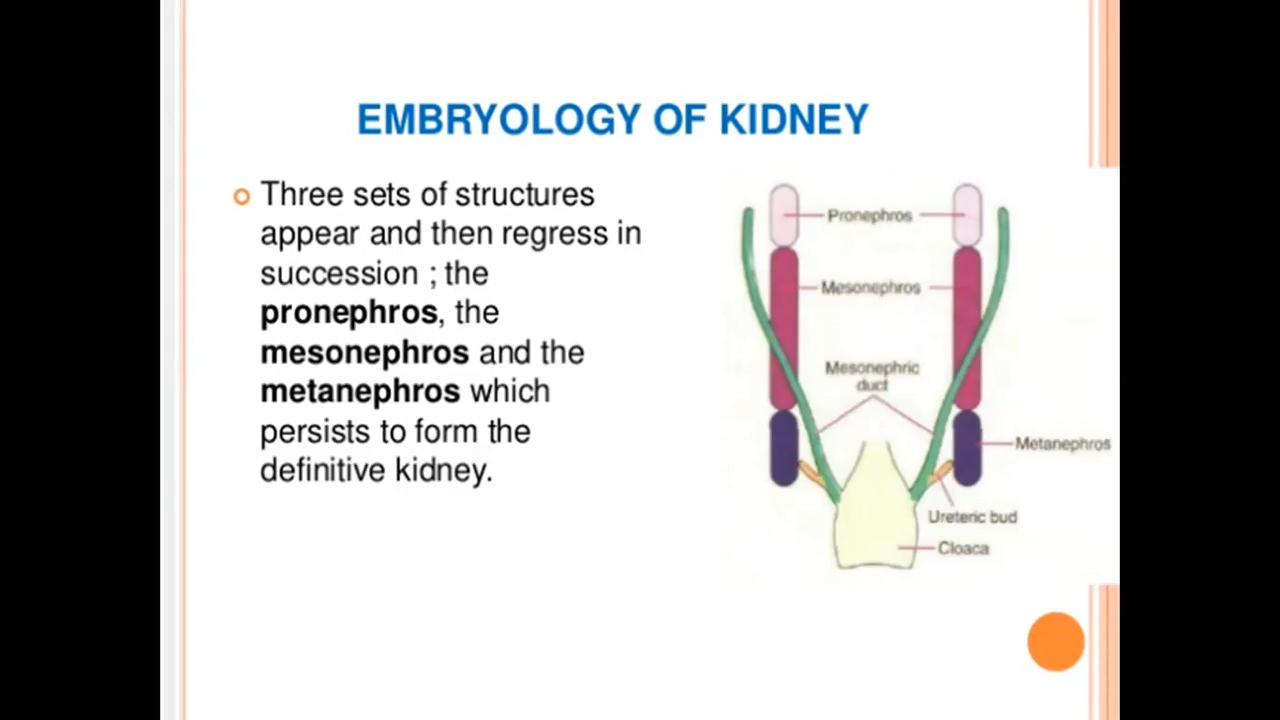 EMBRYOLOGY OF KIDNEY
Three sets of structures
appear and then regress in
succession ; the
pronephros, the
mesonephros and the
metanephros which
persists to form the
definitive kidney.
Pronephros
Mesonephros
Mesonephric
duct
Metanephros
Ureteric bud
Cloaca